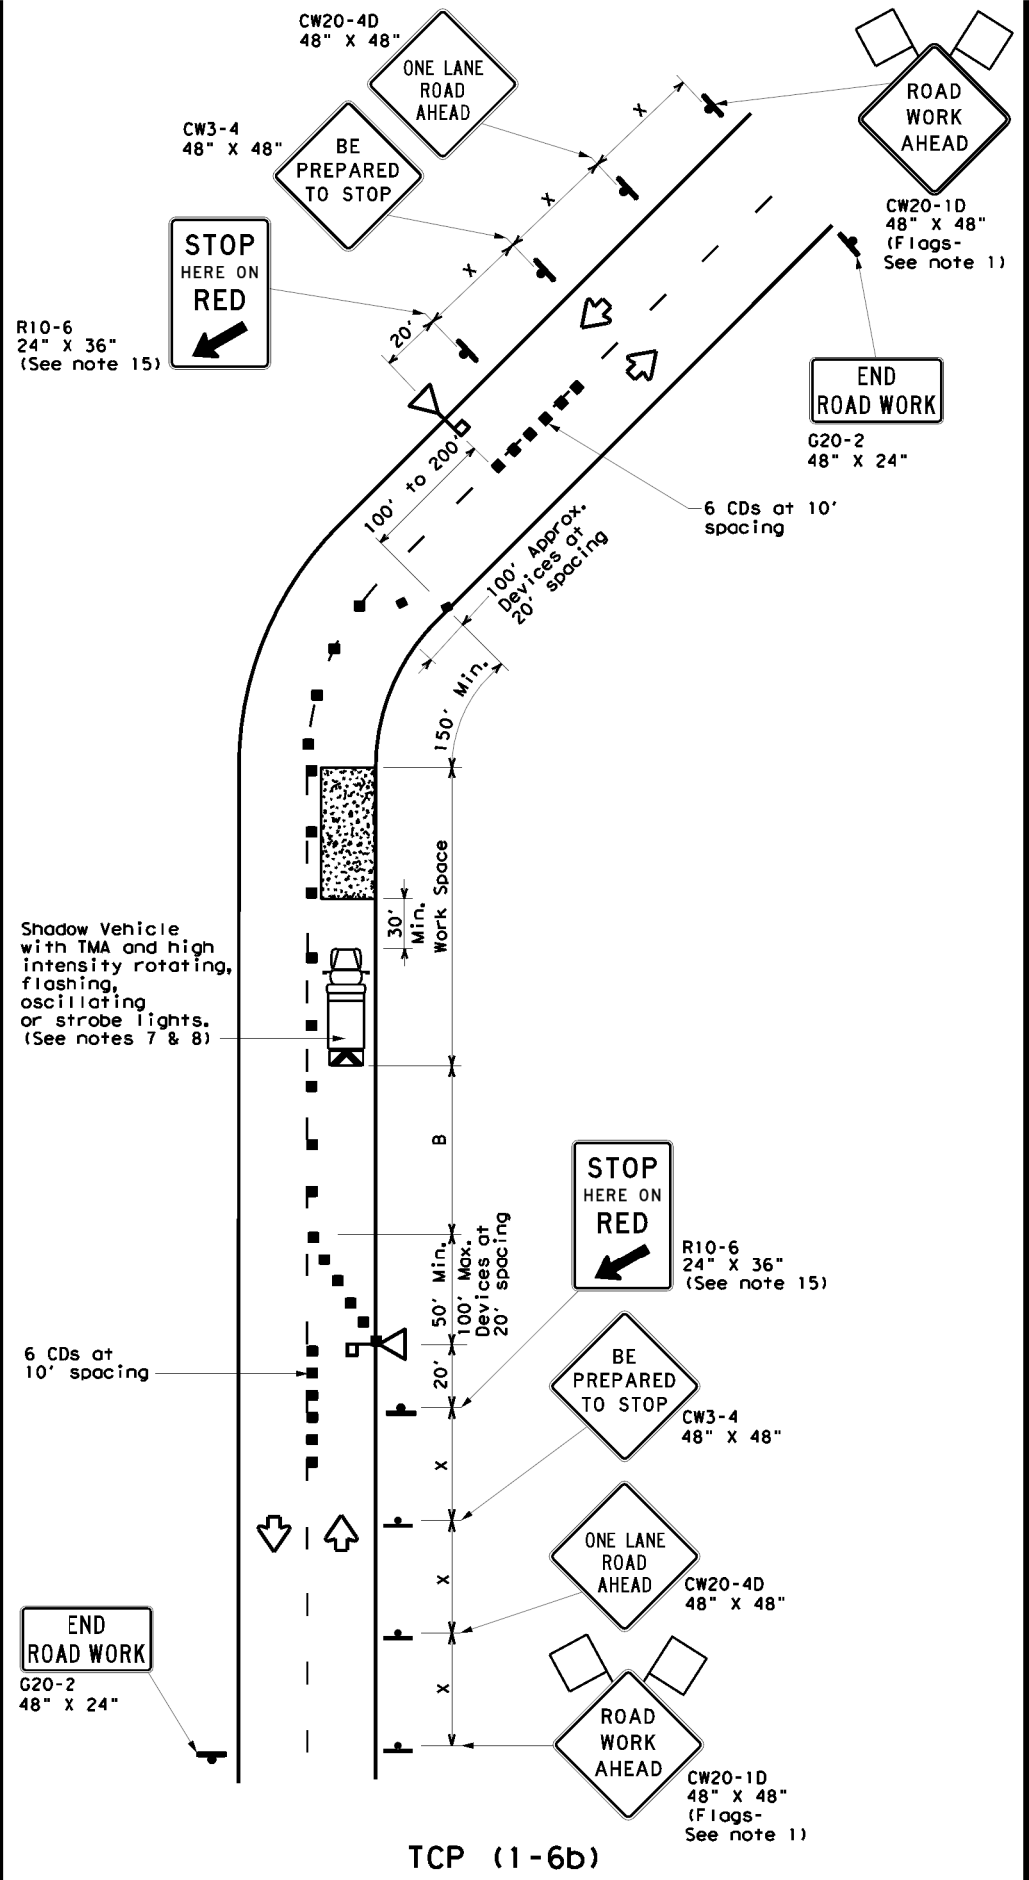 CW20-4D
48" X 48"
ONE LANE
ROAD
AHEAD
ROAD
WORK
AHEAD
CW20-1D
48" X 48"
(Flags-
See note 1)
CW3-4
48" X 48"
BE
PREPARED
TO STOP
STOP
HERE ON
RED
R10-6
24" X 36"
(See note 15)
X
X
X
20'
END
ROAD WORK
G20-2
48" X 24"
100' to 200'
6 CDs at 10'
spacing
100' Approx.
Devices at
20' spacing
150' Min.
Work Space
30'
Min.
Shadow Vehicle
with TMA and high
intensity rotating,
flashing,
oscillating
or strobe lights.
(See notes 7 & 8)
B
STOP
HERE ON
RED
R10-6
24" X 36"
(See note 15)
50' Min.
100' Max.
Devices at
20' spacing
6 CDs at
10' spacing
20'
BE
PREPARED
TO STOP
CW3-4
48" X 48"
X
ONE LANE
ROAD
AHEAD
CW20-4D
48" X 48"
X
END
ROAD WORK
G20-2
48" X 24"
X
ROAD
WORK
AHEAD
CW20-1D
48" X 48"
(Flags-
See note 1)
TCP (1-6b)